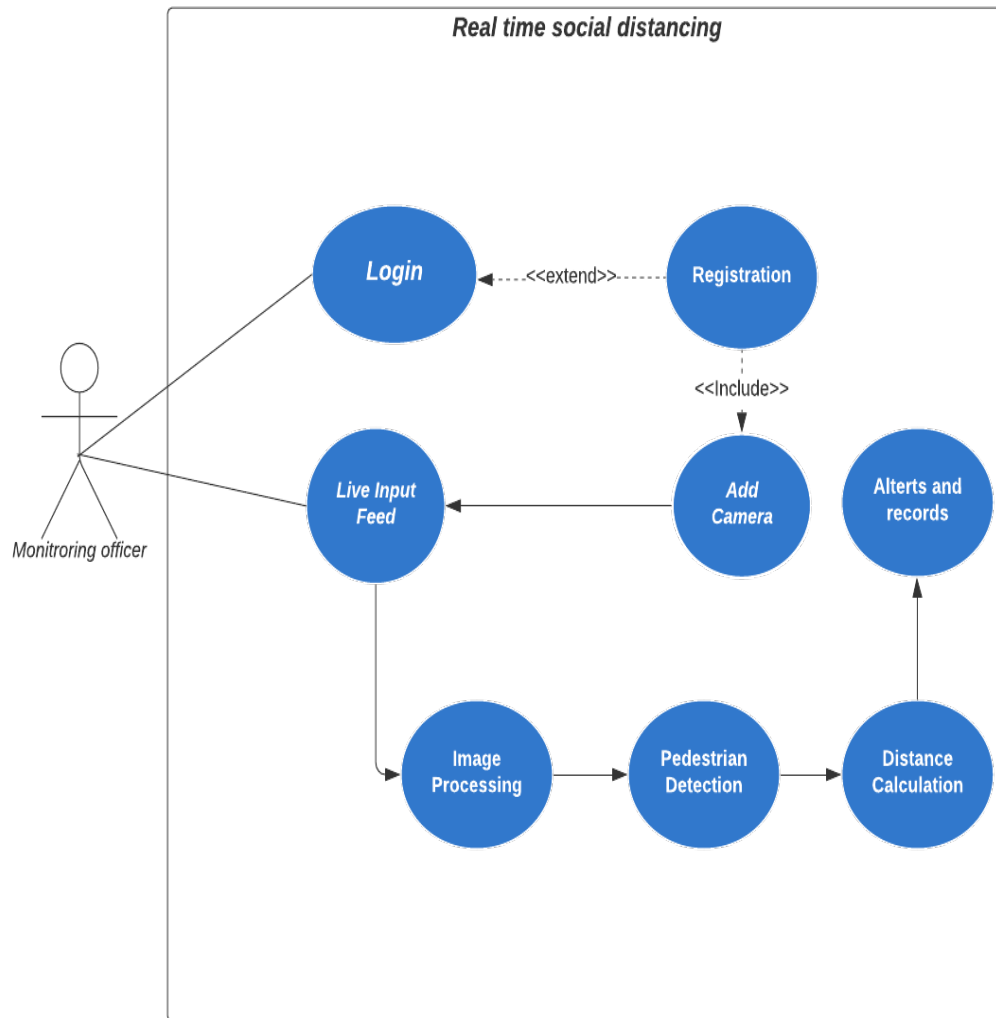 Real time social distancing
Login
<<extend>>
Registration
<<Include>>
Monitroring officer
Live Input
Feed
Add
Camera
Alterts and
records
Image
Processing
Pedestrian
Detection
Distance
Calculation